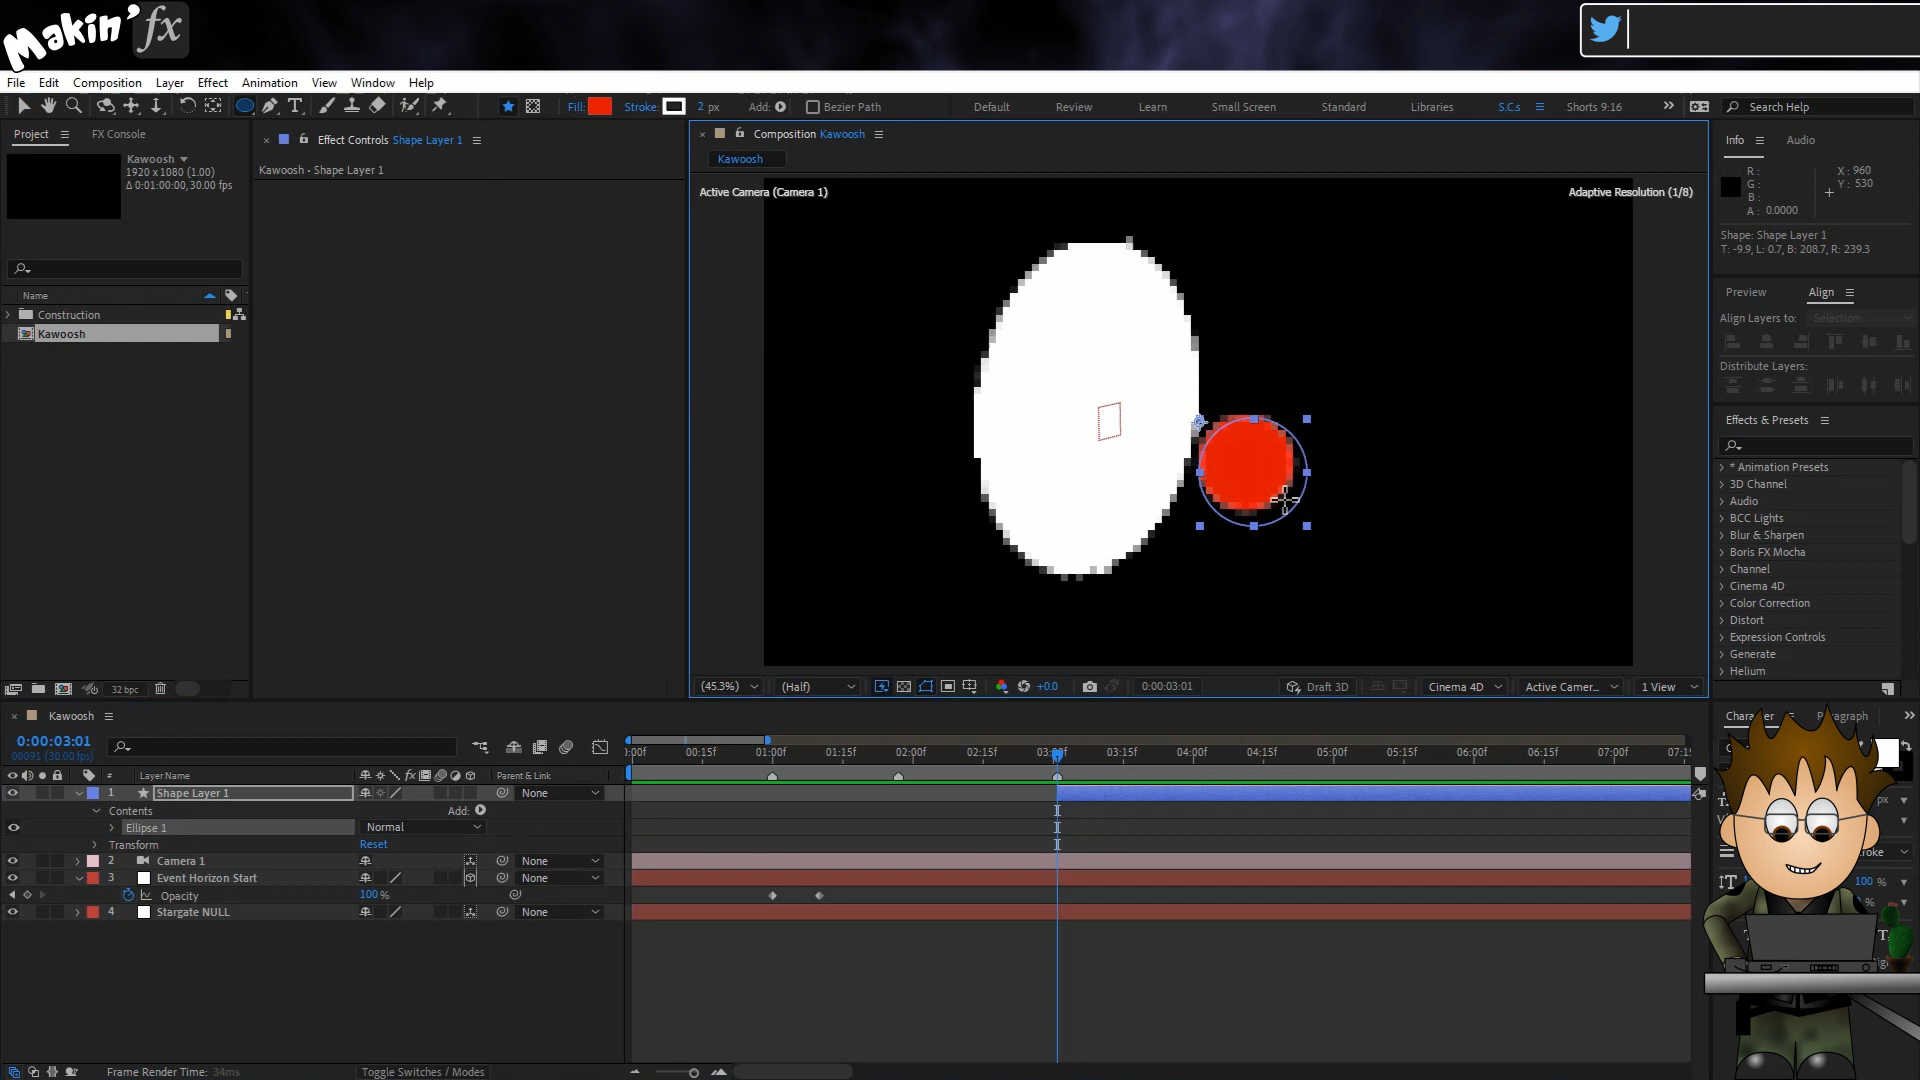 Makin' fx
File Edit Composition Layer Effect Animation View Window Help
Fill: Stroke: 2 px Add: Bezier Path Default Review Learn Small Screen Standard Libraries S.C.s Shorts 9:16 Search Help
Project FX Console
Kawoosh
1920 x 1080 (1.00)
Δ 0:01:00:00, 30.00 fps
Name
Construction
Kawoosh
32 bpc
Effect Controls Shape Layer 1
Kawoosh • Shape Layer 1
Composition Kawoosh
Kawoosh
Active Camera (Camera 1)
Adaptive Resolution (1/8)
(45.3%) (Half) +0.0 0:00:03:01 Draft 3D Cinema 4D Active Camer... 1 View
Info Audio
R: X: 960
G: Y: 530
B:
A: 0.0000
Shape: Shape Layer 1
T: -9.9, L: 0.7, B: 208.7, R: 239.3
Preview Align
Align Layers to: Selection
Distribute Layers:
Effects & Presets
* Animation Presets
3D Channel
Audio
BCC Lights
Blur & Sharpen
Boris FX Mocha
Channel
Cinema 4D
Color Correction
Distort
Expression Controls
Generate
Helium
Kawoosh
0:00:03:01
00091 (30.00 fps)
:00f 00:15f 01:00f 01:15f 02:00f 02:15f 03:00f 03:15f 04:00f 04:15f 05:00f 05:15f 06:00f 06:15f 07:00f 07:15
# Layer Name Parent & Link
1 Shape Layer 1 None
Contents Add:
Ellipse 1 Normal
Transform Reset
2 Camera 1 None
3 Event Horizon Start None
Opacity 100 %
4 Stargate NULL None
Frame Render Time: 34ms Toggle Switches / Modes
Character Paragraph
px
100 %
%